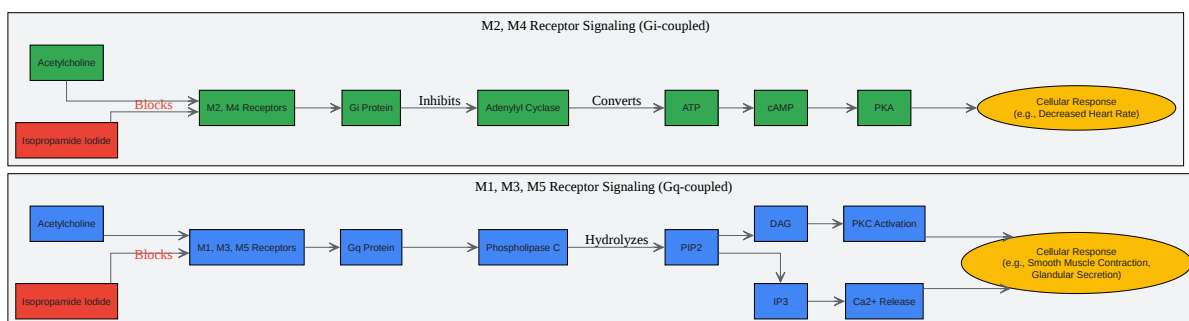 M2, M4 Receptor Signaling (Gi-coupled)
Acetylcholine
Blocks
Isopropamide Iodide
M2, M4 Receptors
Gi Protein
Inhibits
Adenylyl Cyclase
Converts
ATP
cAMP
PKA
Cellular Response
(e.g., Decreased Heart Rate)
M1, M3, M5 Receptor Signaling (Gq-coupled)
Acetylcholine
Blocks
Isopropamide Iodide
M1, M3, M5 Receptors
Gq Protein
Phospholipase C
Hydrolyzes
PIP2
DAG
PKC Activation
IP3
Ca2+ Release
Cellular Response
(e.g., Smooth Muscle Contraction,
Glandular Secretion)